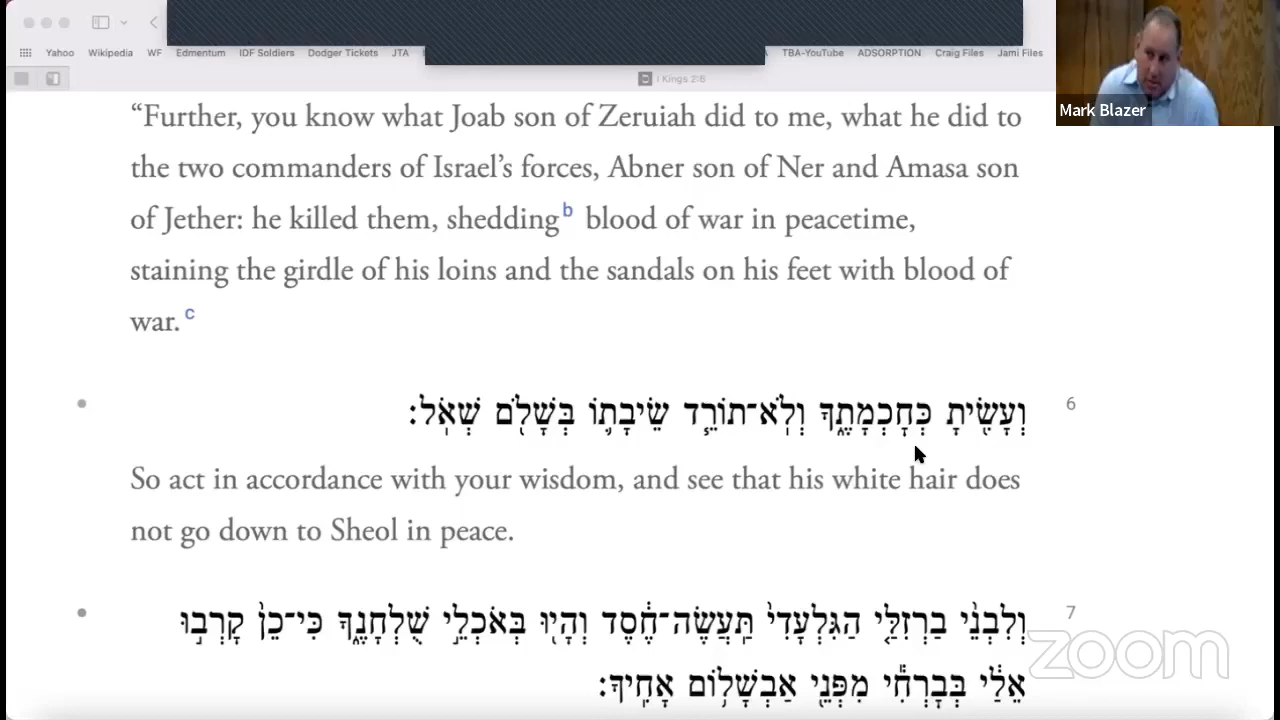 Yahoo Wikipedia WF Edmentum IDF Soldiers Dodger Tickets JTA TBA-YouTube ADSORPTION Craig Files Jami Files
I Kings 2:6
Mark Blazer
“Further, you know what Joab son of Zeruiah did to me, what he did to
the two commanders of Israel’s forces, Abner son of Ner and Amasa son
of Jether: he killed them, shedding b blood of war in peacetime,
staining the girdle of his loins and the sandals on his feet with blood of
war. c
6
וְעָשִׂ֖יתָ כְּחׇכְמָתֶ֑ךָ וְלֹֽא־תוֹרֵ֧ד שֵׂיבָת֛וֹ בְּשָׁלֹ֖ם שְׁאֹֽל׃
So act in accordance with your wisdom, and see that his white hair does
not go down to Sheol in peace.
7
וְלִבְנֵ֨י בַרְזִלַּ֤י הַגִּלְעָדִי֙ תַּֽעֲשֶׂה־חֶ֔סֶד וְהָי֖וּ בְּאֹכְלֵ֣י שֻׁלְחָנֶ֑ךָ כִּי־כֵן֙ קָרְב֣וּ
אֵלַ֔י בְּבׇרְחִ֕י מִפְּנֵ֖י אַבְשָׁל֥וֹם אָחִֽיךָ׃
zoom